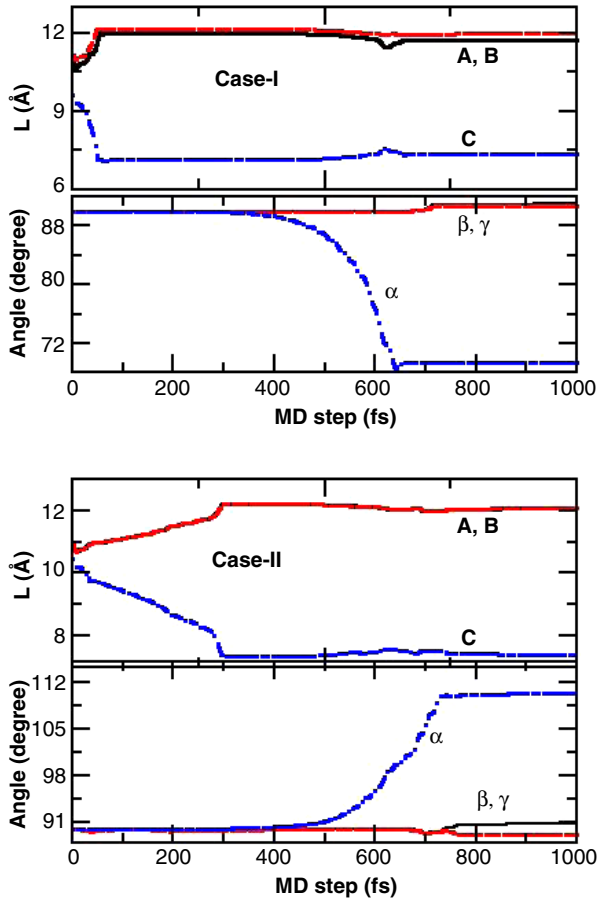 12
9
6
L (Å)
Case-I
A, B
C
88
80
72
Angle (degree)
β, γ
α
0 200 400 600 800 1000
MD step (fs)
12
10
8
L (Å)
Case-II
A, B
C
112
105
98
91
Angle (degree)
α
β, γ
0 200 400 600 800 1000
MD step (fs)